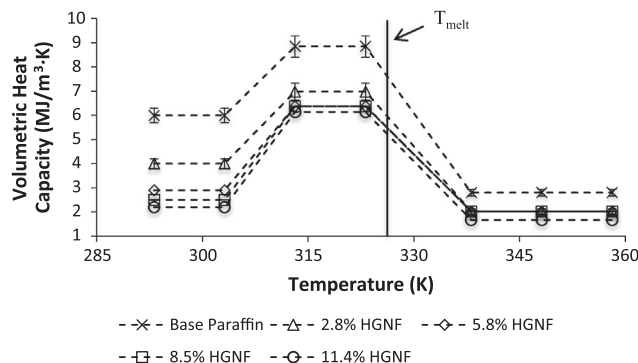 10
9
8
7
6
5
4
3
2
1
Volumetric Heat
Capacity (MJ/m³·K)
T_melt
285 300 315 330 345 360
Temperature (K)
Base Paraffin 2.8% HGNF 5.8% HGNF
8.5% HGNF 11.4% HGNF